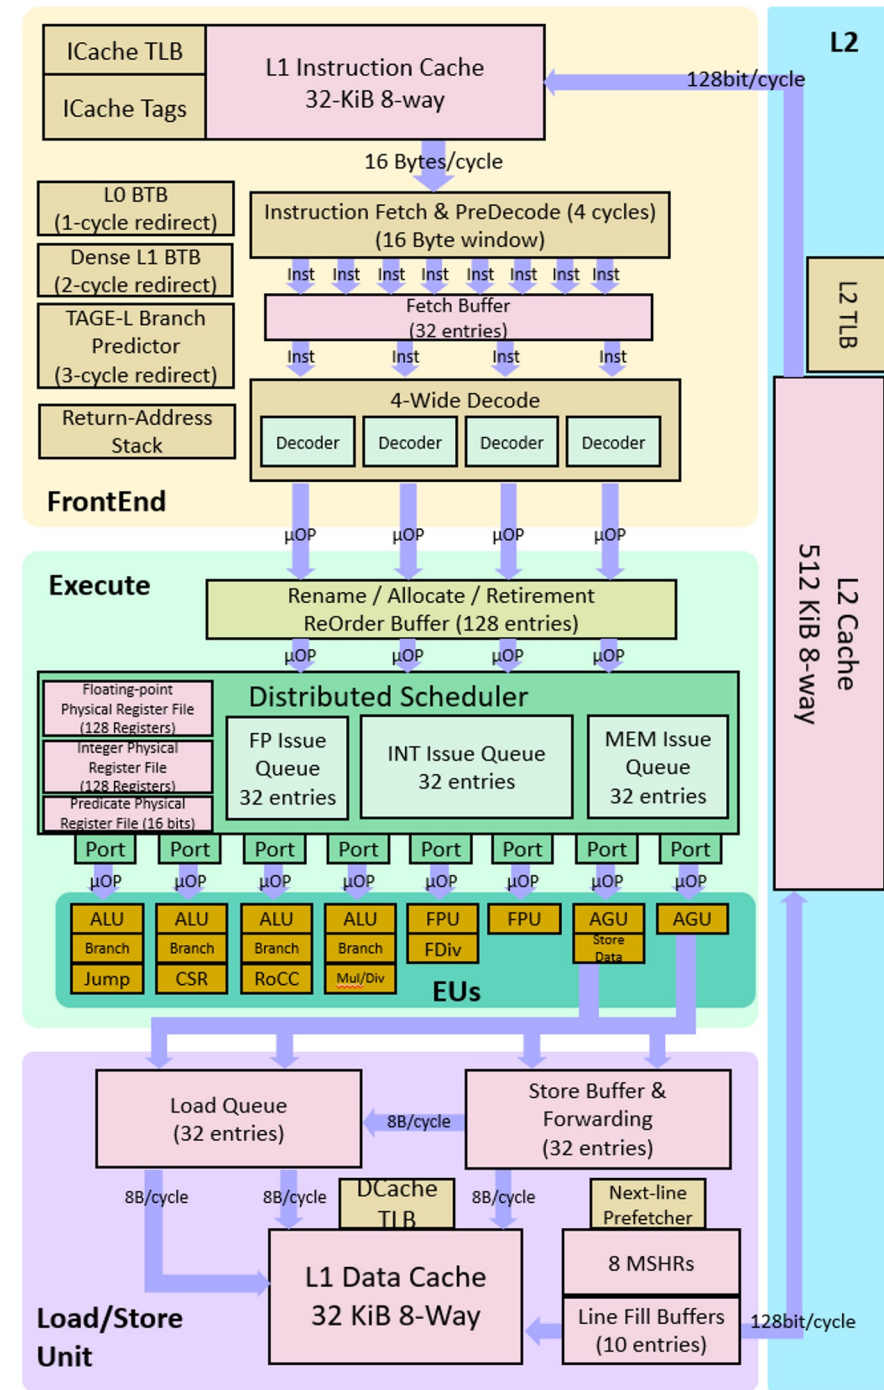 ICache TLB
ICache Tags
L1 Instruction Cache
32-KiB 8-way
128bit/cycle
L2
16 Bytes/cycle
L0 BTB
(1-cycle redirect)
Dense L1 BTB
(2-cycle redirect)
TAGE-L Branch
Predictor
(3-cycle redirect)
Return-Address
Stack
Instruction Fetch & PreDecode (4 cycles)
(16 Byte window)
Inst Inst Inst Inst Inst Inst Inst Inst
Fetch Buffer
(32 entries)
Inst Inst Inst Inst
4-Wide Decode
Decoder Decoder Decoder Decoder
FrontEnd
L2 TLB
L2 Cache
512 KiB 8-way
μOP μOP μOP μOP
Execute
Rename / Allocate / Retirement
ReOrder Buffer (128 entries)
μOP μOP μOP μOP
Distributed Scheduler
Floating-point
Physical Register File
(128 Registers)
Integer Physical
Register File
(128 Registers)
Predicate Physical
Register File (16 bits)
FP Issue
Queue
32 entries
INT Issue Queue
32 entries
MEM Issue
Queue
32 entries
Port Port Port Port Port Port Port Port
μOP μOP μOP μOP μOP μOP μOP μOP
ALU ALU ALU ALU FPU FPU AGU AGU
Branch Branch Branch Branch FDiv Store
Data
Jump CSR RoCC Mul/Div
EUs
Load Queue
(32 entries)
8B/cycle
Store Buffer &
Forwarding
(32 entries)
8B/cycle 8B/cycle 8B/cycle
DCache
TLB
Next-line
Prefetcher
L1 Data Cache
32 KiB 8-Way
8 MSHRs
Line Fill Buffers
(10 entries)
128bit/cycle
Load/Store
Unit